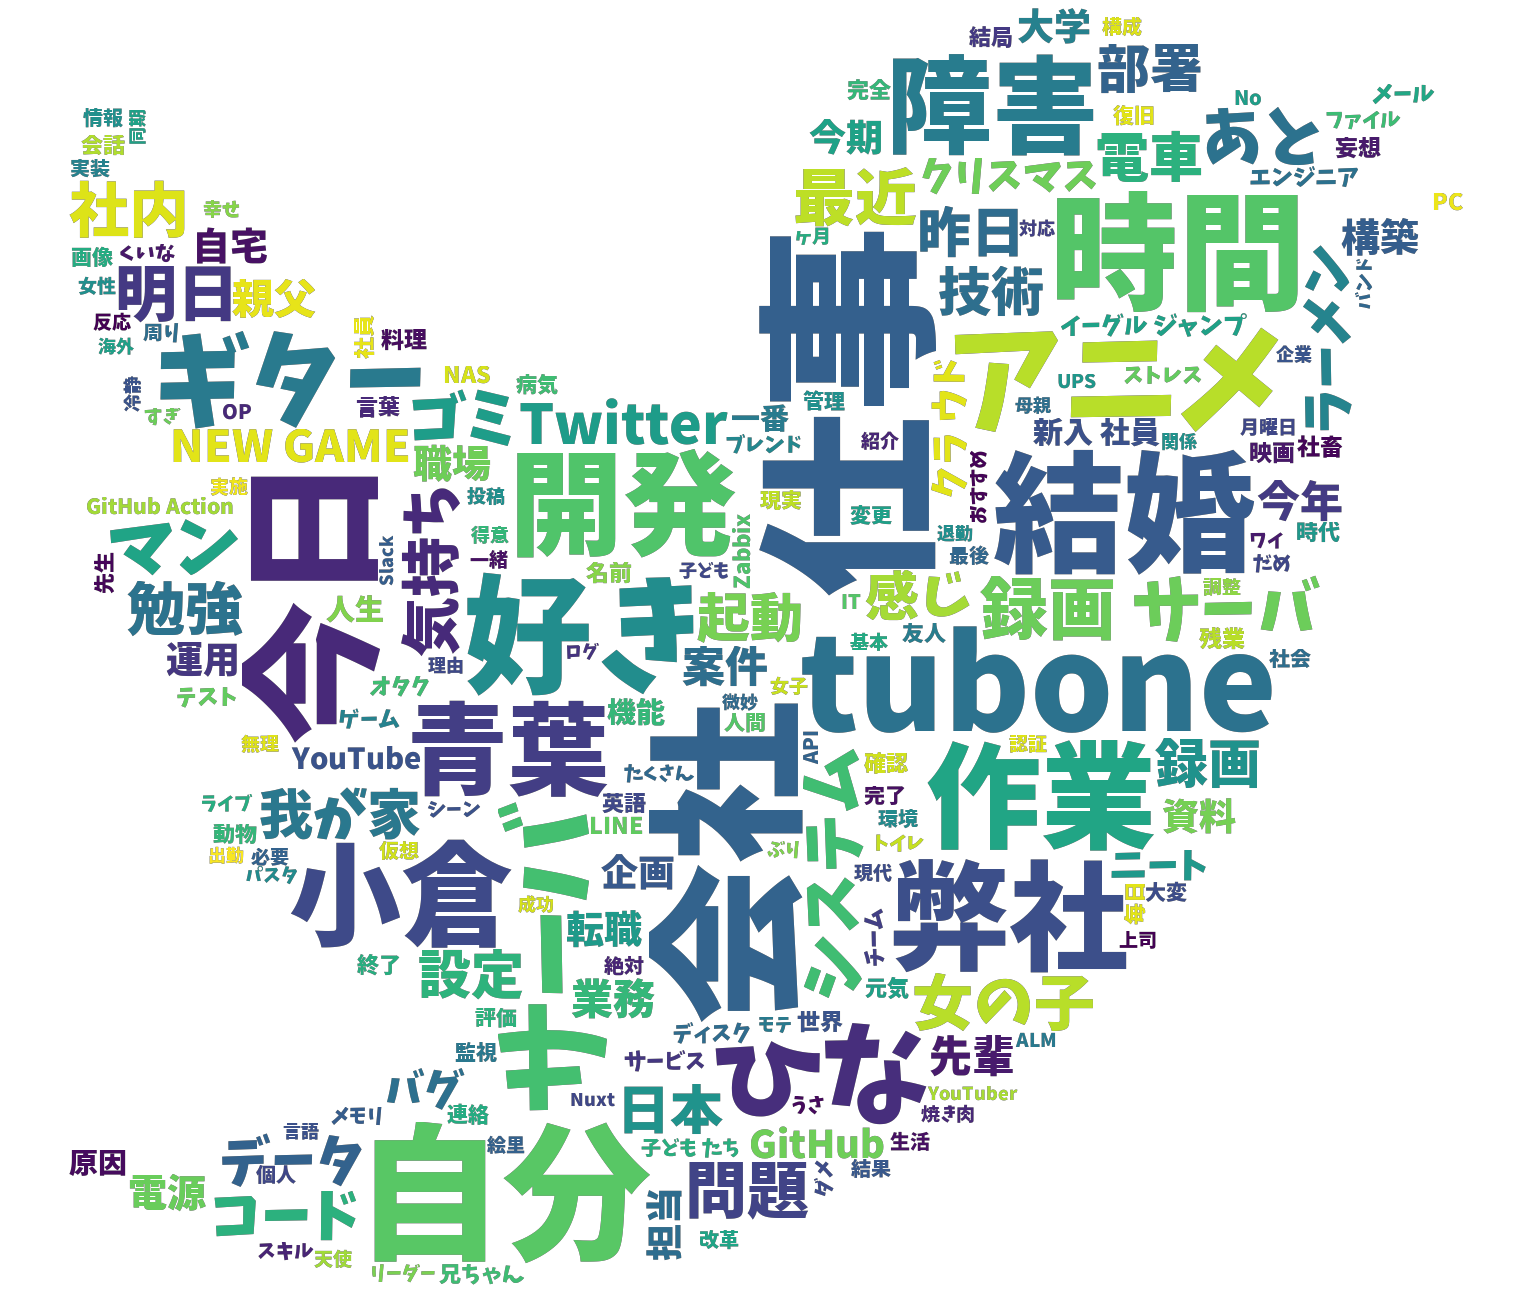 大学
構成
結局
部署
障害
完全
No
メール
復旧
あと
ファイル
今期
電車
妄想
情報
会話
実装
クリスマス
エンジニア
最近
社内
幸せ
PC
時間
昨日
対応
構築
自宅
ヶ月
くいな
画像
明日
親父
女性
技術
事
バンド
ラーメン
反応
周り
海外
社員
料理
イーグル ジャンプ
アニメ
企業
ギター
NAS
病気
UPS
ストレス
冷静
すぎ
OP
言葉
ゴミ
Twitter
一番
管理
クラウド
母親
NEW GAME
ブレンド
紹介
新入 社員
関係
月曜日
映画
社畜
職場
開発
仕
おすすめ
結婚
今年
実施
投稿
現実
変更
GitHub Action
今日
気持ち
得意
Zabbix
退勤
最後
時代
ワイ
だめ
マン
Slack
先生
一緒
名前
子ども
勉強
人生
好き
起動
IT
感じ
録画
サーバ
調整
残業
運用
理由
ログ
案件
基本
友人
社会
tubone
テスト
オタク
女子
微妙
人間
ゲーム
機能
青葉
無理
YouTube
API
会社
認証
作業
録画
たくさん
システム
確認
ライブ
我が家
シーン
英語
LINE
完了
環境
資料
動物
出勤
必要
仮想
パスタ
小倉
サーバー
ぶり
トイレ
ニート
企画
現代
弊社
毎日
大変
成功
転職
チーム
上司
終了
設定
絶対
業務
元気
女の子
評価
ディスク
モテ
世界
監視
サービス
ひな
先輩
ALM
バグ
Nuxt
日本
うさ
YouTuber
焼き肉
メモリ
連絡
言語
自分
絵里
子ども たち
GitHub
生活
原因
データ
個人
問題
ダメ
結果
電源
コード
担当
改革
スキル
天使
リーダー
兄ちゃん